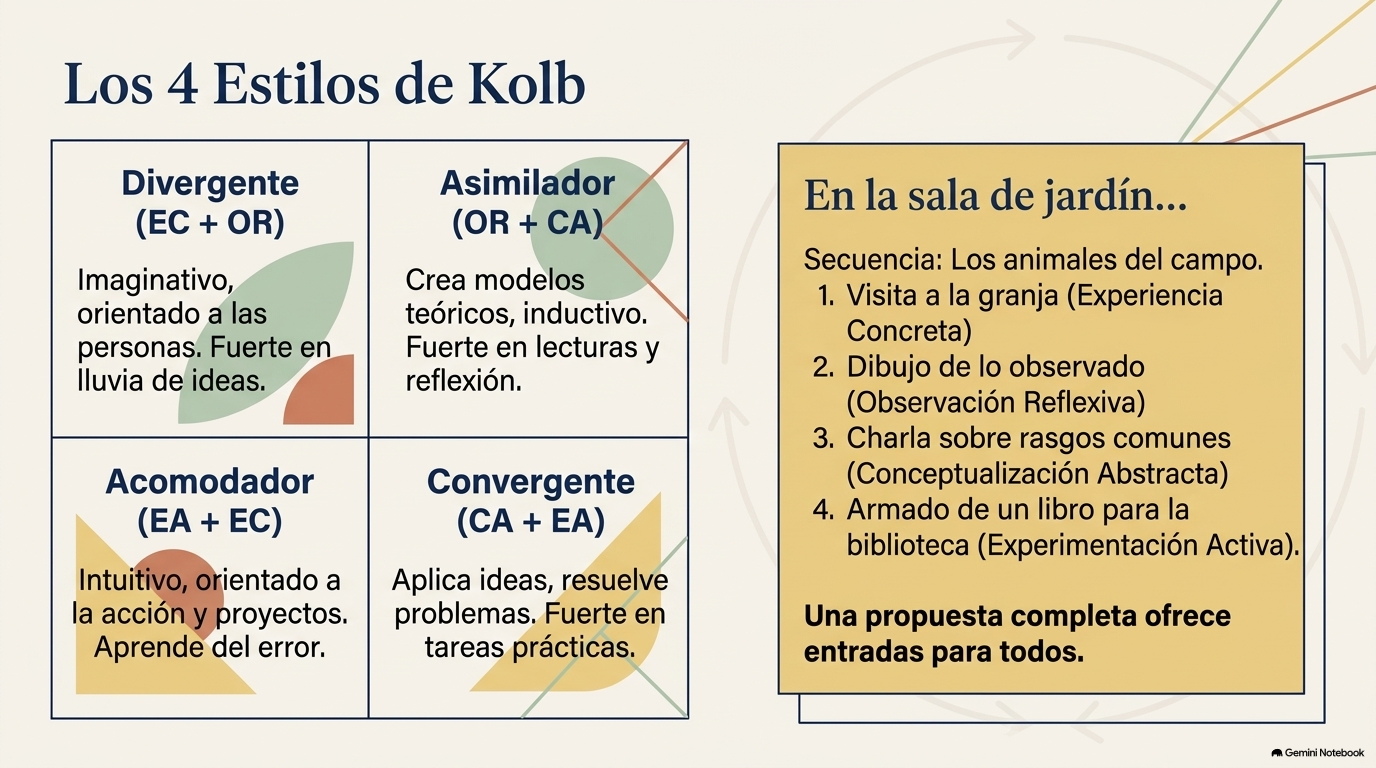 Los 4 Estilos de Kolb
Divergente
(EC + OR)
Imaginativo,
orientado a las
personas. Fuerte en
lluvia de ideas.
Asimilador
(OR + CA)
Crea modelos
teóricos, inductivo.
Fuerte en lecturas y
reflexión.
Acomodador
(EA + EC)
Intuitivo, orientado a
la acción y proyectos.
Aprende del error.
Convergente
(CA + EA)
Aplica ideas, resuelve
problemas. Fuerte en
tareas prácticas.
En la sala de jardín...
Secuencia: Los animales del campo.
1. Visita a la granja (Experiencia
Concreta)
2. Dibujo de lo observado
(Observación Reflexiva)
3. Charla sobre rasgos comunes
(Conceptualización Abstracta)
4. Armado de un libro para la
biblioteca (Experimentación Activa).
Una propuesta completa ofrece
entradas para todos.
Gemini Notebook